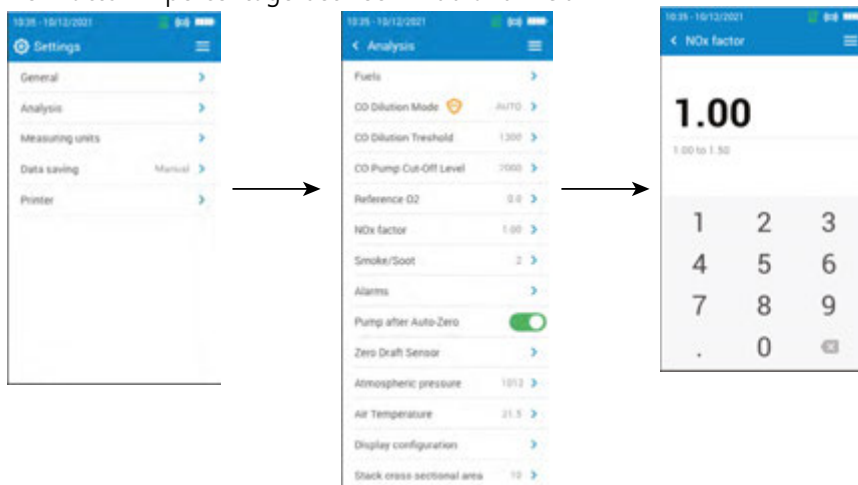 10:35 - 10/12/2021
Settings
General
Analysis
Measuring units
Data saving Manual
Printer
10:35 - 10/12/2021
Analysis
Fuels
CO Dilution Mode AUTO
CO Dilution Treshold 1300
CO Pump Cut-Off Level 2000
Reference O2 0.0
NOx factor 1.00
Smoke/Soot 2
Alarms
Pump after Auto-Zero
Zero Draft Sensor
Atmospheric pressure 1012
Air Temperature 21.5
Display configuration
Stack cross sectional area 10
10:35 - 10/12/2021
NOx factor
1.00
1.00 to 1.50
1 2 3
4 5 6
7 8 9
. 0